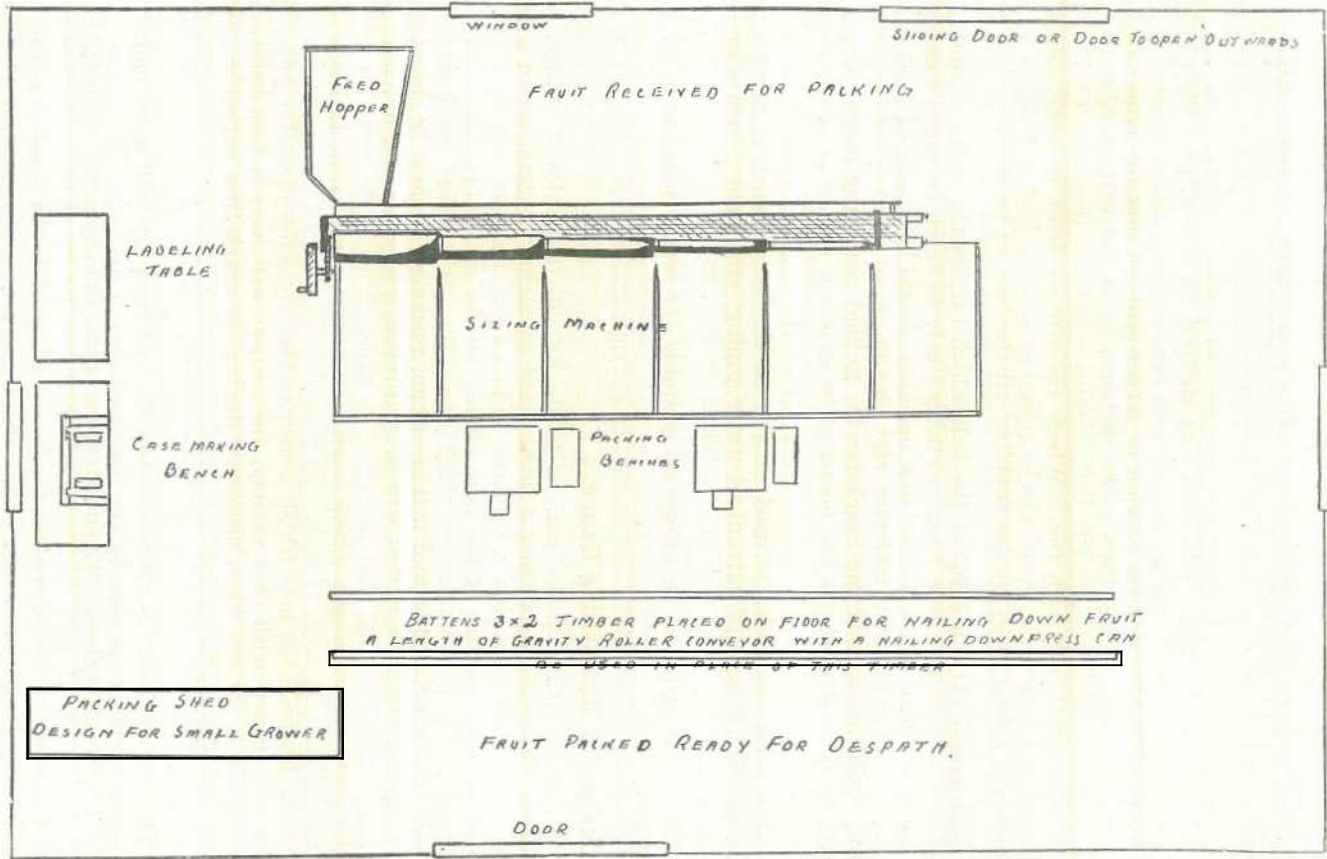 WINDOW
SLIDING DOOR OR DOOR TO OPEN OUTWARDS
FEED
HOPPER
FRUIT RECEIVED FOR PACKING
LABELING
TABLE
SIZING MACHINE
CASE MAKING
BENCH
PACKING
BENCHES
BATTENS 3x2 TIMBER PLACED ON FLOOR FOR NAILING DOWN FRUIT
A LENGTH OF GRAVITY ROLLER CONVEYOR WITH A NAILING DOWN PRESS CAN
BE USED IN PLACE OF THIS TIMBER
PACKING SHED
DESIGN FOR SMALL GROWER
FRUIT PACKED READY FOR DESPATH.
DOOR